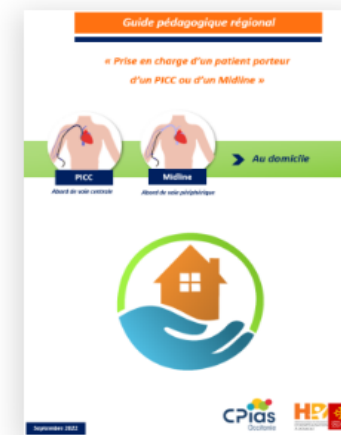 Guide pédagogique régional
« Prise en charge d'un patient porteur
d'un PICC ou d'un Midline »
PICC
Midline
Au domicile
Abord de voie centrale
Abord de voie périphérique
CPias
Occitanie
Septembre 2022